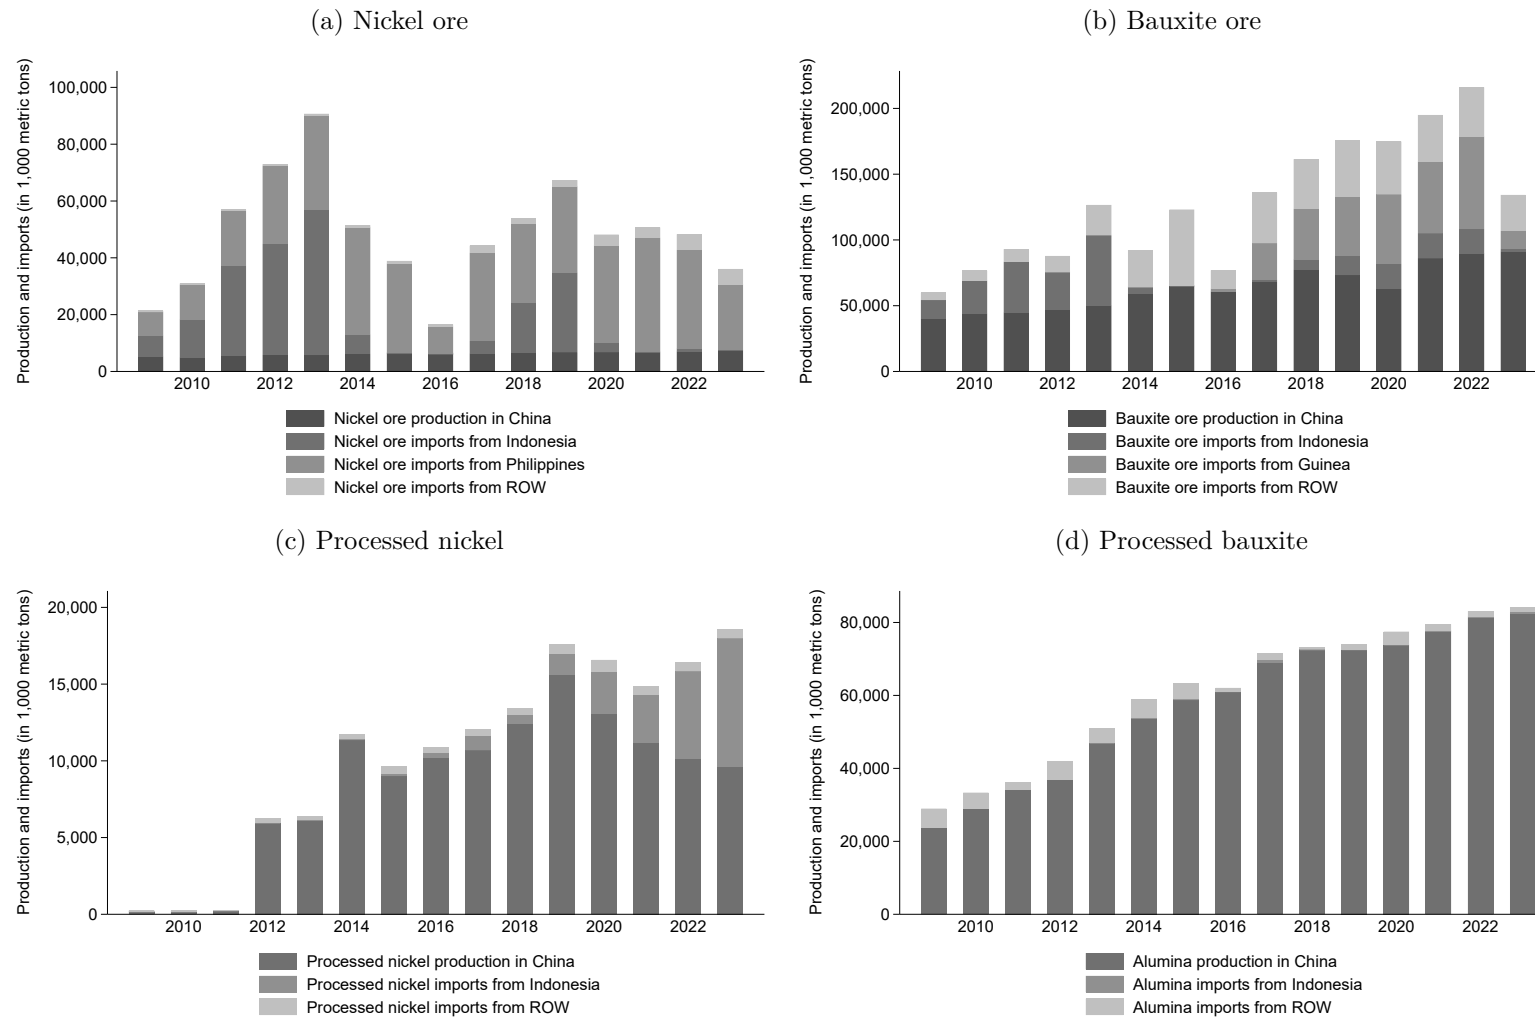 (a) Nickel ore
Production and imports (in 1,000 metric tons)
100,000
80,000
60,000
40,000
20,000
0
2010 2012 2014 2016 2018 2020 2022
Nickel ore production in China
Nickel ore imports from Indonesia
Nickel ore imports from Philippines
Nickel ore imports from ROW
(b) Bauxite ore
Production and imports (in 1,000 metric tons)
200,000
150,000
100,000
50,000
0
2010 2012 2014 2016 2018 2020 2022
Bauxite ore production in China
Bauxite ore imports from Indonesia
Bauxite ore imports from Guinea
Bauxite ore imports from ROW
(c) Processed nickel
Production and imports (in 1,000 metric tons)
20,000
15,000
10,000
5,000
0
2010 2012 2014 2016 2018 2020 2022
Processed nickel production in China
Processed nickel imports from Indonesia
Processed nickel imports from ROW
(d) Processed bauxite
Production and imports (in 1,000 metric tons)
80,000
60,000
40,000
20,000
0
2010 2012 2014 2016 2018 2020 2022
Alumina production in China
Alumina imports from Indonesia
Alumina imports from ROW